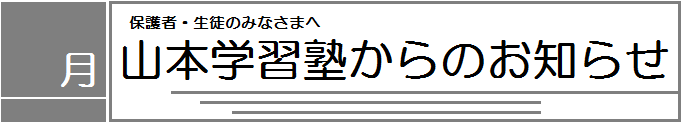 月
保護者・生徒のみなさまへ
山本学習塾からのお知らせ